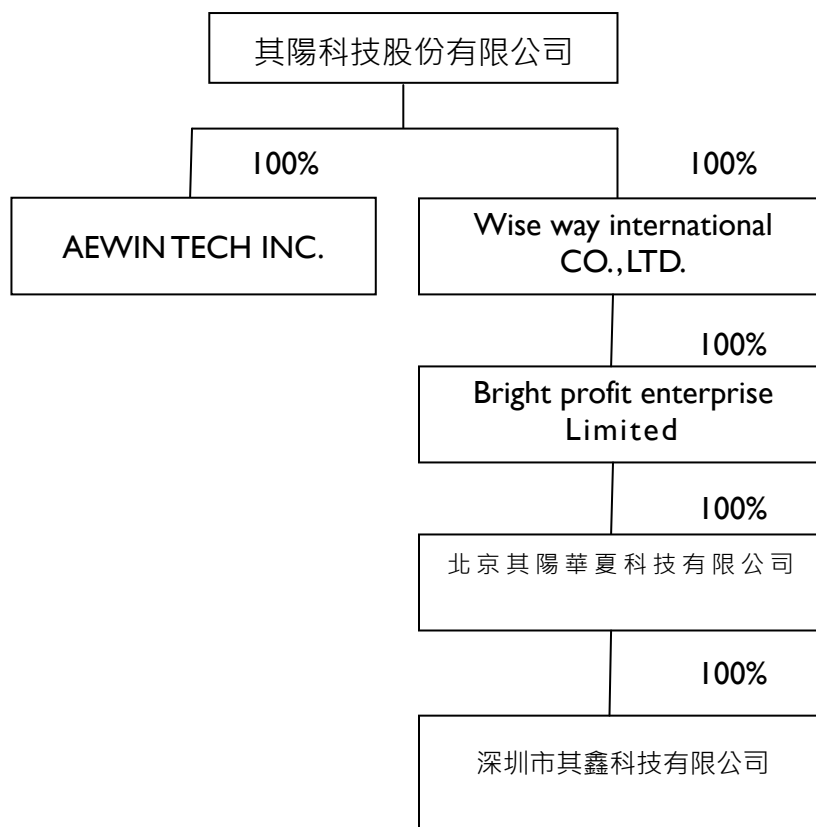 其陽科技股份有限公司
100%
100%
AEWIN TECH INC.
Wise way international
CO.,LTD.
100%
Bright profit enterprise
Limited
100%
北京其陽華夏科技有限公司
100%
深圳市其鑫科技有限公司